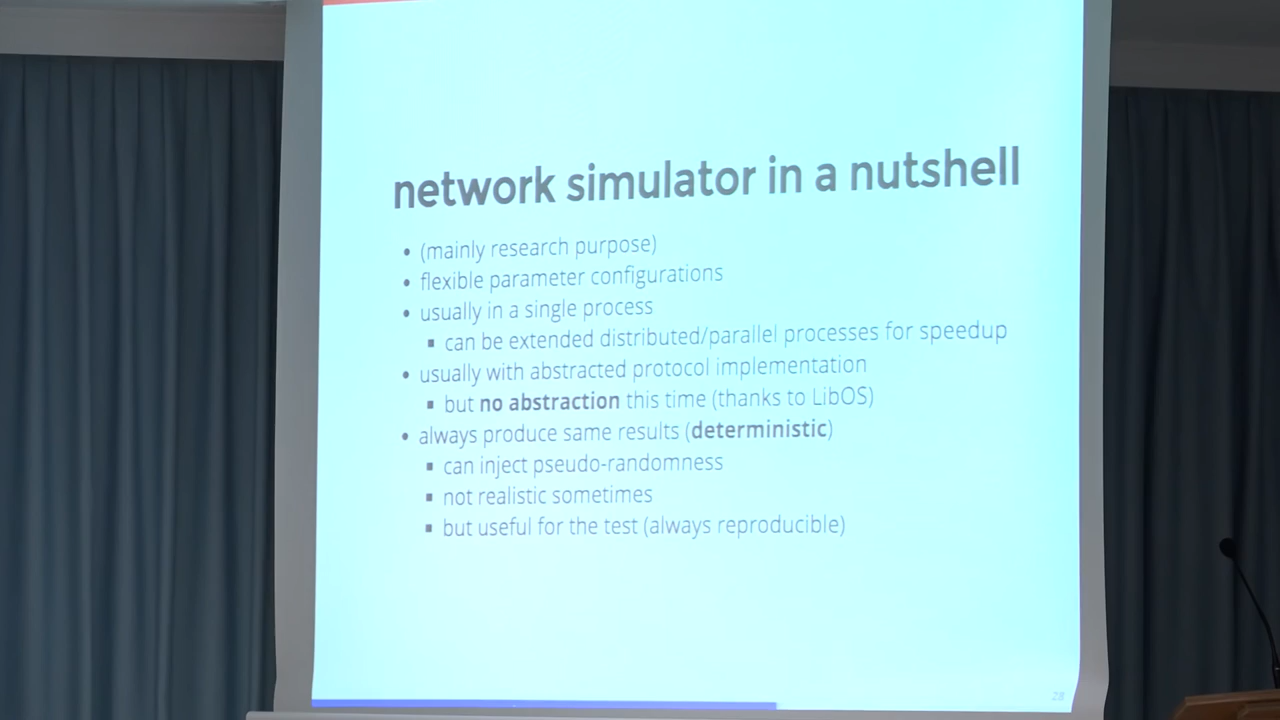 network simulator in a nutshell
• (mainly research purpose)
• flexible parameter configurations
• usually in a single process
▪ can be extended distributed/parallel processes for speedup
• usually with abstracted protocol implementation
▪ but no abstraction this time (thanks to LibOS)
• always produce same results (deterministic)
▪ can inject pseudo-randomness
▪ not realistic sometimes
▪ but useful for the test (always reproducible)
28